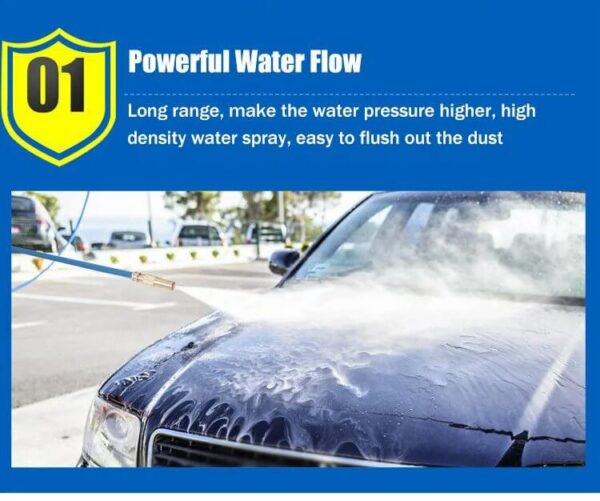 01
Powerful Water Flow
Long range, make the water pressure higher, high
density water spray, easy to flush out the dust